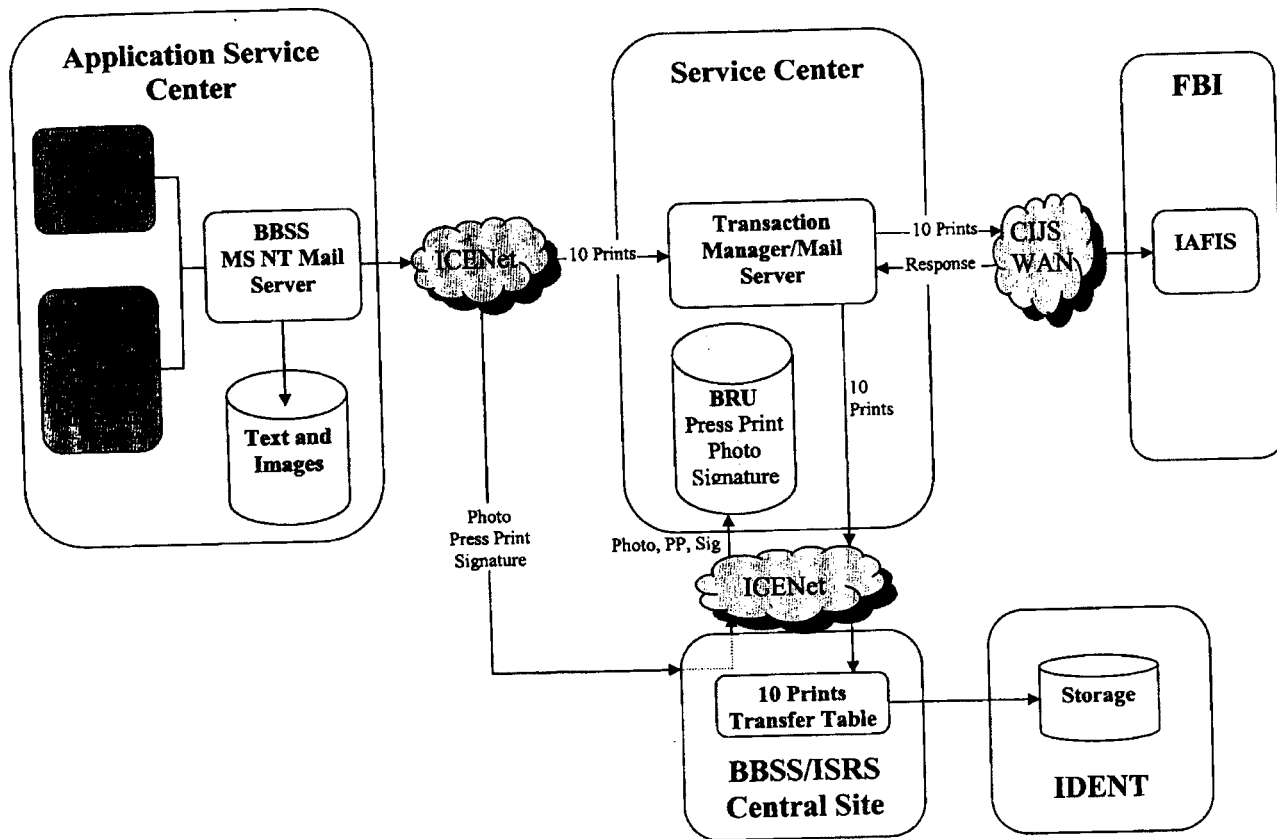 Application Service
Center
BBSS
MS NT Mail
Server
Text and
Images
ICENet
10 Prints
Photo
Press Print
Signature
Service Center
Transaction
Manager/Mail
Server
BRU
Press Print
Photo
Signature
10
Prints
Photo, PP, Sig
10 Prints
Response
CIJS
WAN
FBI
IAFIS
ICENet
10 Prints
Transfer Table
BBSS/ISRS
Central Site
Storage
IDENT